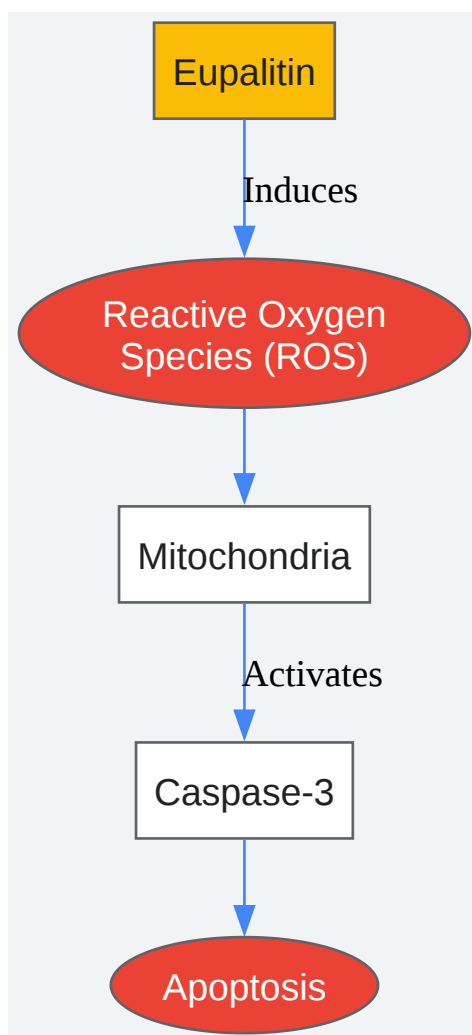 Eupalitin
Induces
Reactive Oxygen
Species (ROS)
Mitochondria
Activates
Caspase-3
Apoptosis